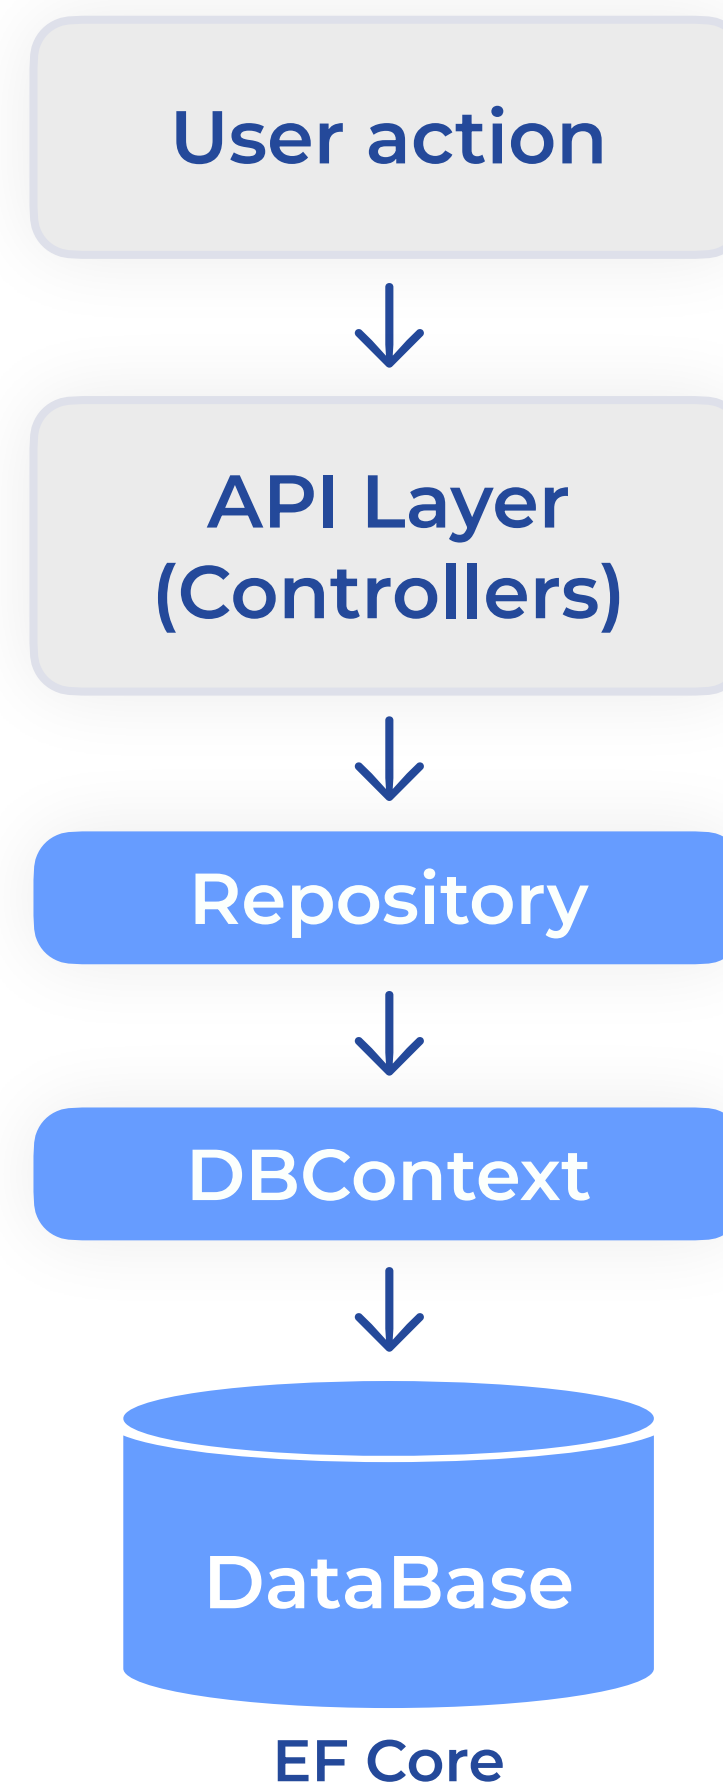 User action
API Layer
(Controllers)
Repository
DBContext
DataBase
EF Core